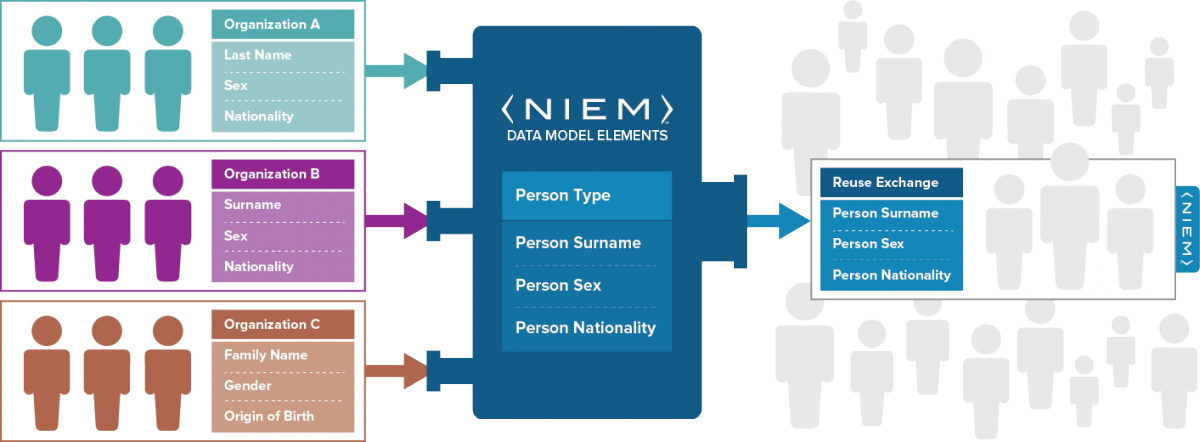 Organization A
Last Name
Sex
Nationality
Organization B
Surname
Sex
Nationality
Organization C
Family Name
Gender
Origin of Birth
〈NIEM〉
DATA MODEL ELEMENTS
Person Type
Person Surname
Person Sex
Person Nationality
Reuse Exchange
Person Surname
Person Sex
Person Nationality
〈NIEM〉